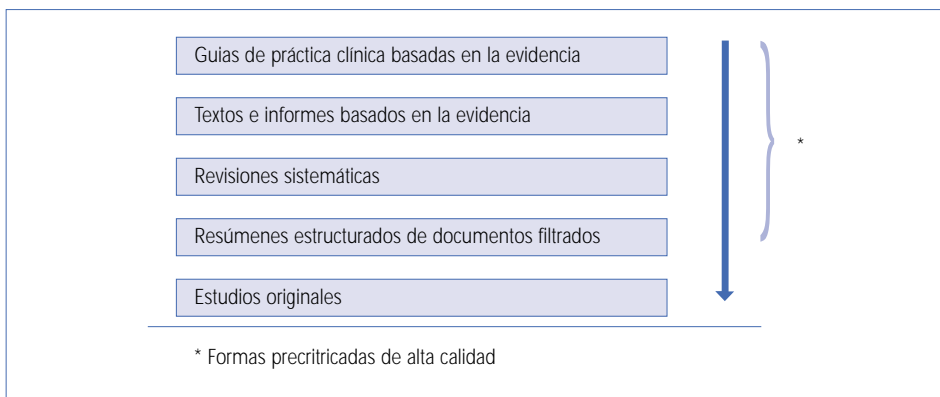 Guias de práctica clínica basadas en la evidencia
Textos e informes basados en la evidencia
*
Revisiones sistemáticas
Resúmenes estructurados de documentos filtrados
Estudios originales
* Formas precritricadas de alta calidad